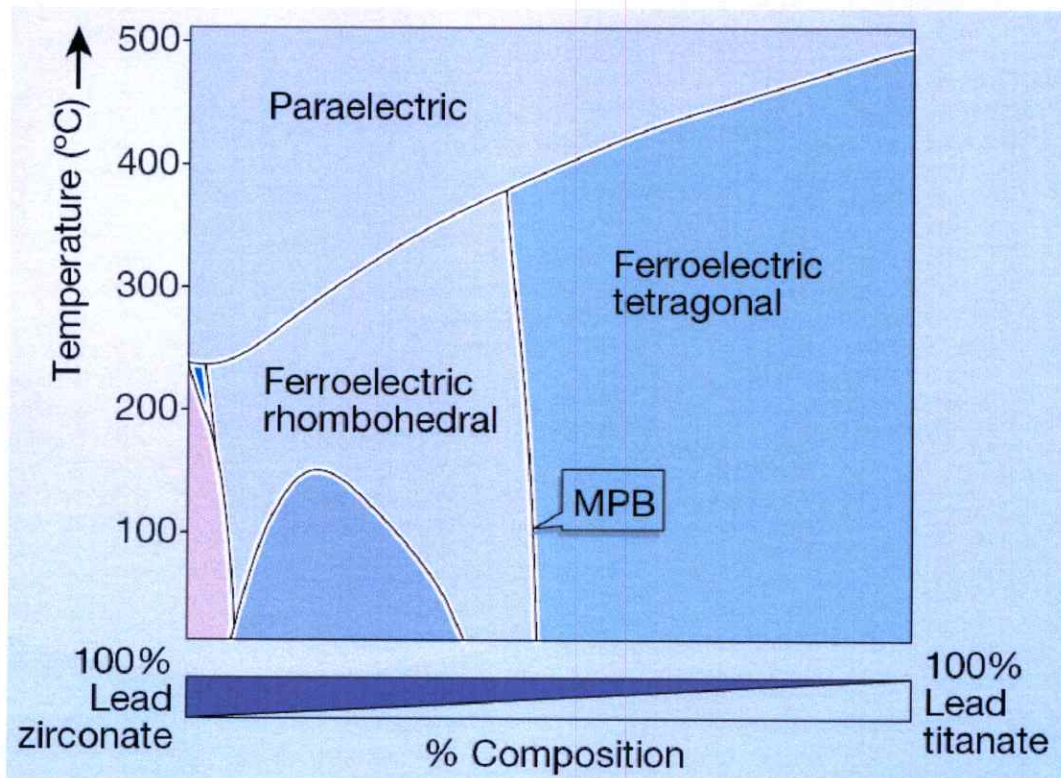 Temperature (ºC)
500
400
300
200
100
Paraelectric
Ferroelectric
tetragonal
Ferroelectric
rhombohedral
MPB
100%
Lead
zirconate
% Composition
100%
Lead
titanate